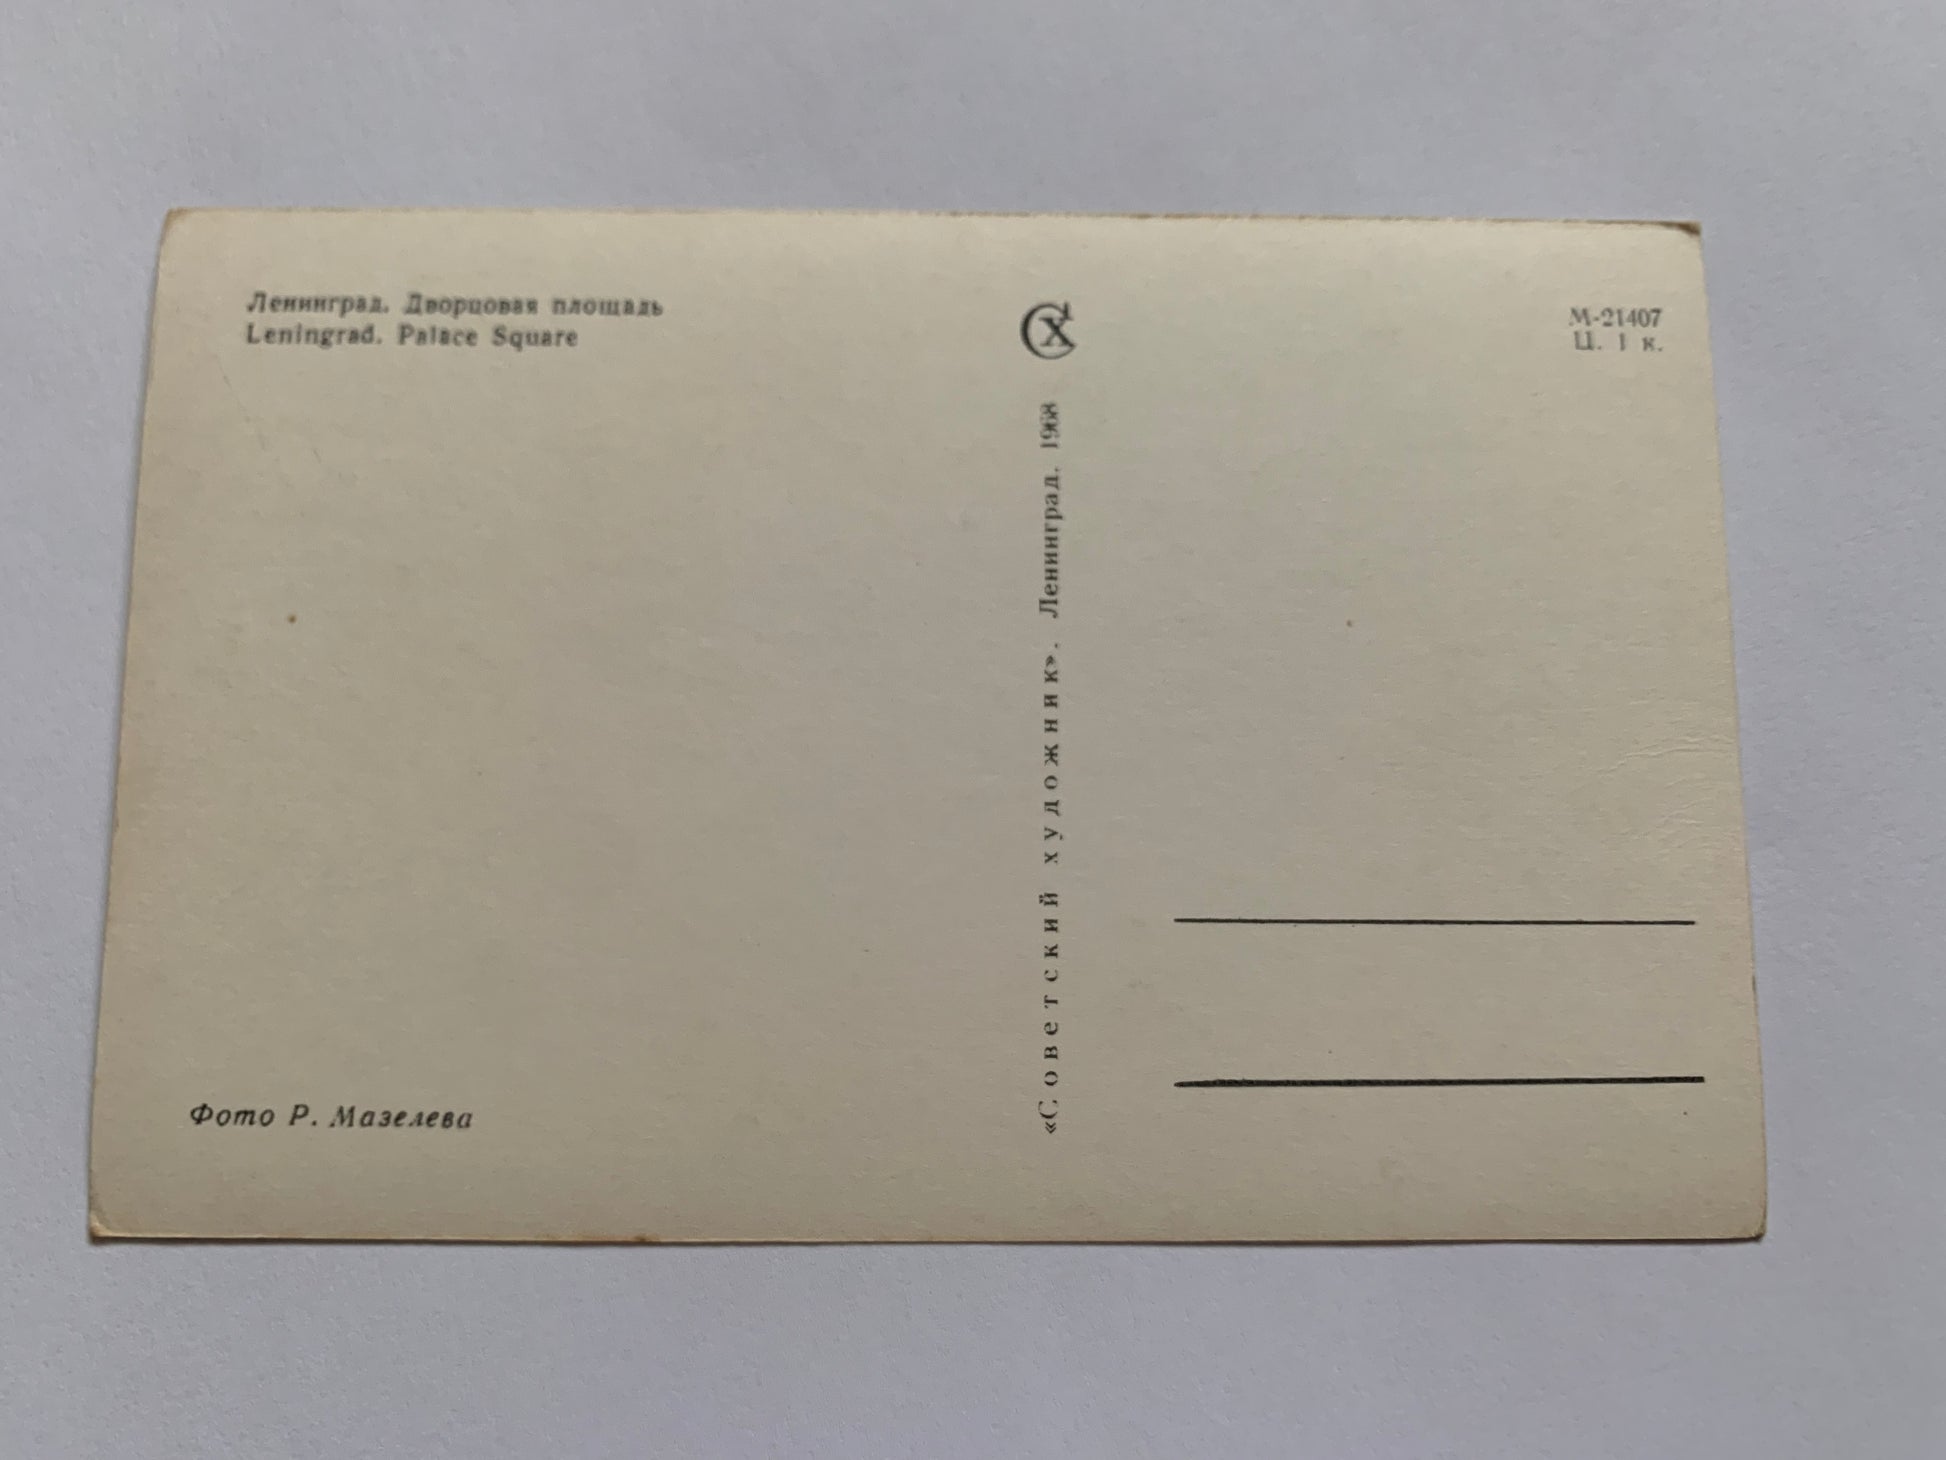 Ленинград. Дворцовая площадь
Leningrad. Palace Square
Фото Р. Мазелева
СХ
«Советский художник». Ленинград. 1968
М-21407
Ц. 1 к.